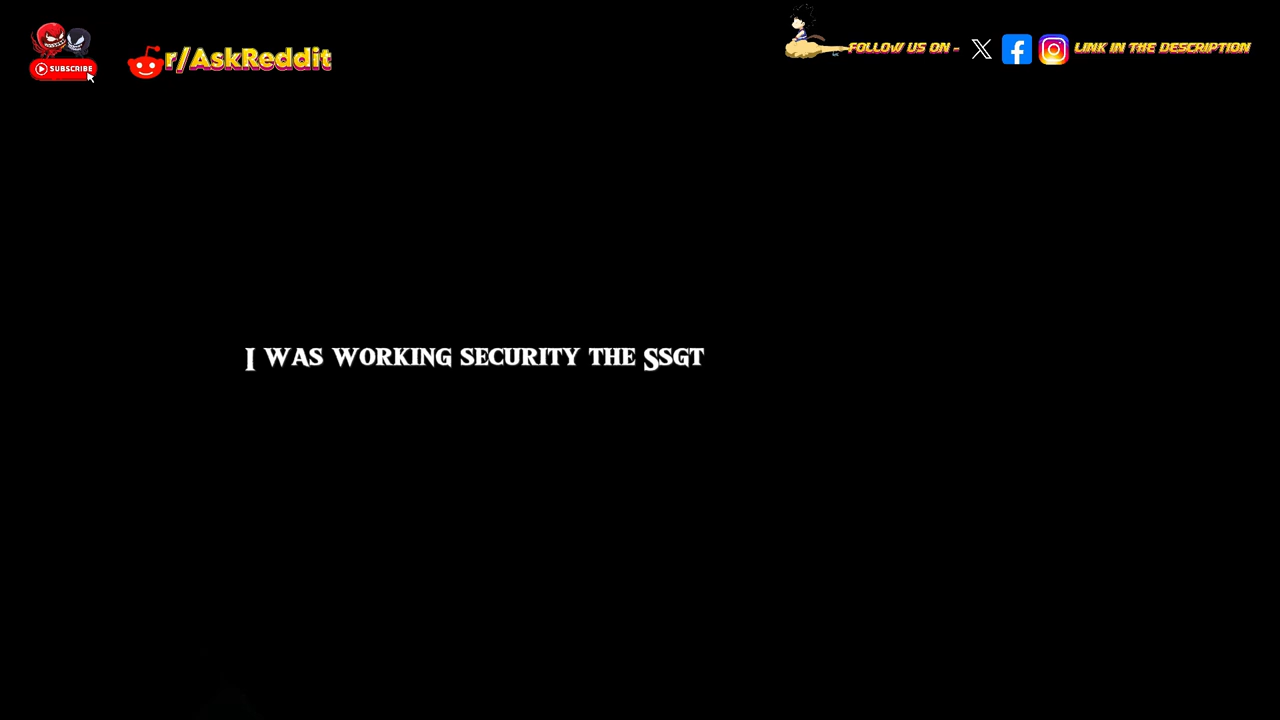 SUBSCRIBE
r/AskReddit
FOLLOW US ON -
LINK IN THE DESCRIPTION
I was working security the Ssgt